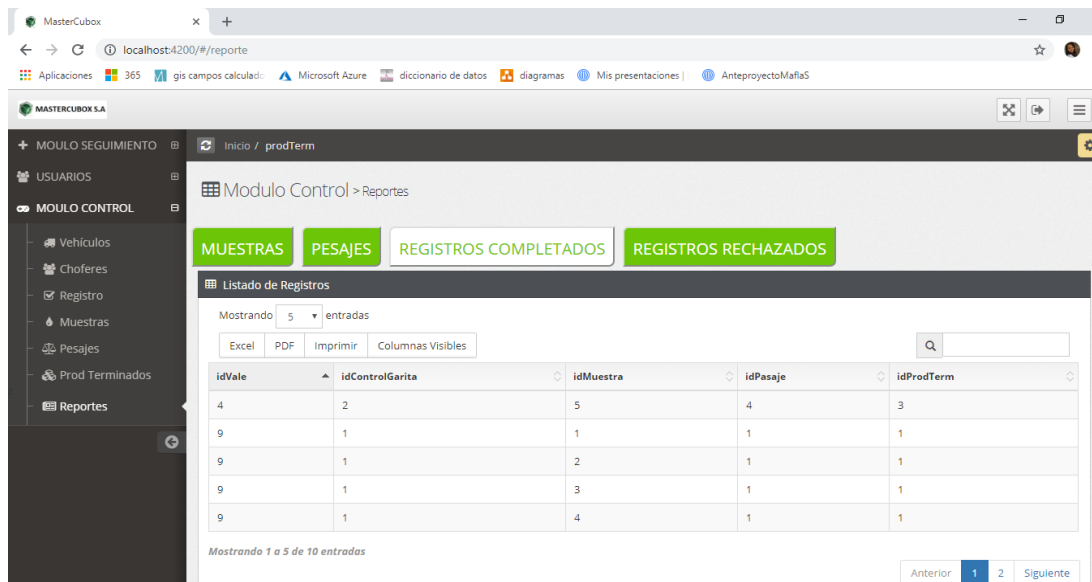 MasterCubox
localhost:4200/#/reporte
Aplicaciones 365 gis campos calculado Microsoft Azure diccionario de datos diagramas Mis presentaciones | AnteproyectoMaflaS
MASTERCUBOX S.A
MOULO SEGUIMIENTO
USUARIOS
MOULO CONTROL
Vehículos
Choferes
Registro
Muestras
Pesajes
Prod Terminados
Reportes
Inicio / prodTerm
Modulo Control > Reportes
MUESTRAS PESAJES REGISTROS COMPLETADOS REGISTROS RECHAZADOS
Listado de Registros
Mostrando 5 entradas
Excel PDF Imprimir Columnas Visibles
idVale idControlGarita idMuestra idPasaje idProdTerm
4 2 5 4 3
9 1 1 1 1
9 1 2 1 1
9 1 3 1 1
9 1 4 1 1
Mostrando 1 a 5 de 10 entradas
Anterior 1 2 Siguiente